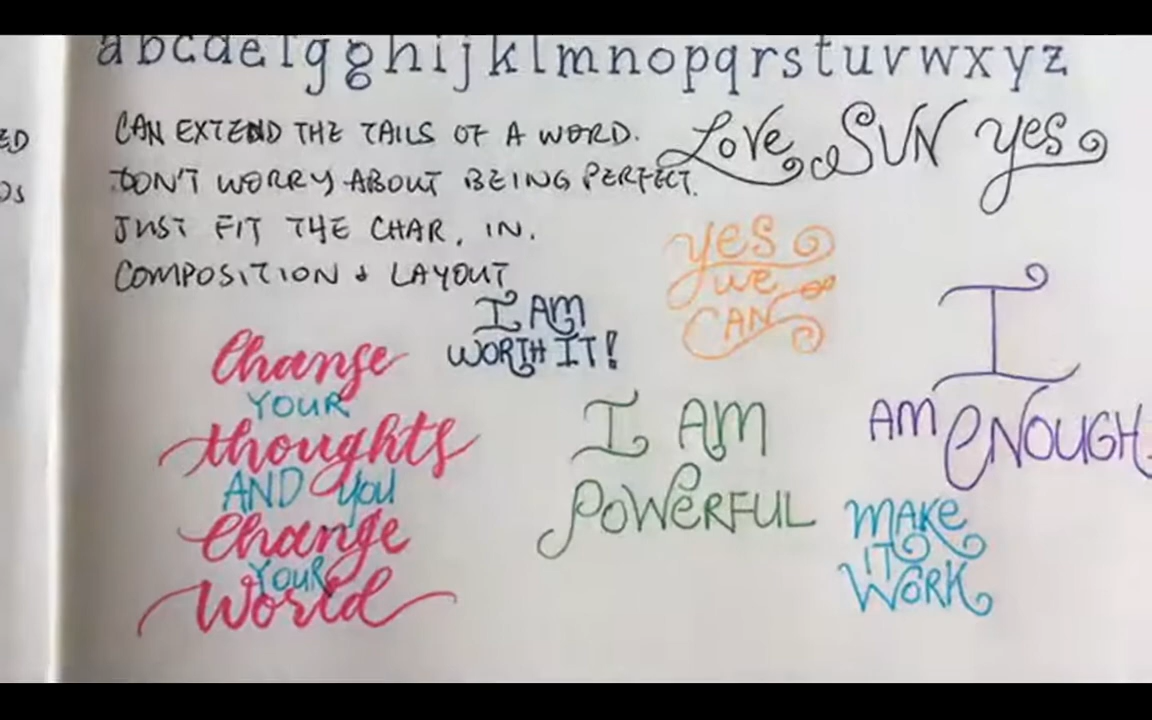 abcdefgghijklmnopqrstuvwxyz
ED
CAN EXTEND THE TAILS OF A WORD.
LOVE SUN YES
DON'T WORRY ABOUT BEING PERFECT.
JUST FIT THE CHAR. IN.
COMPOSITION & LAYOUT
YES
WE
CAN
I AM
WORTH IT!
Change
YOUR
thoughts
AND YOU
Change
YOUR
World
I AM
POWERFUL
I
AM ENOUGH
MAKE
IT
WORK